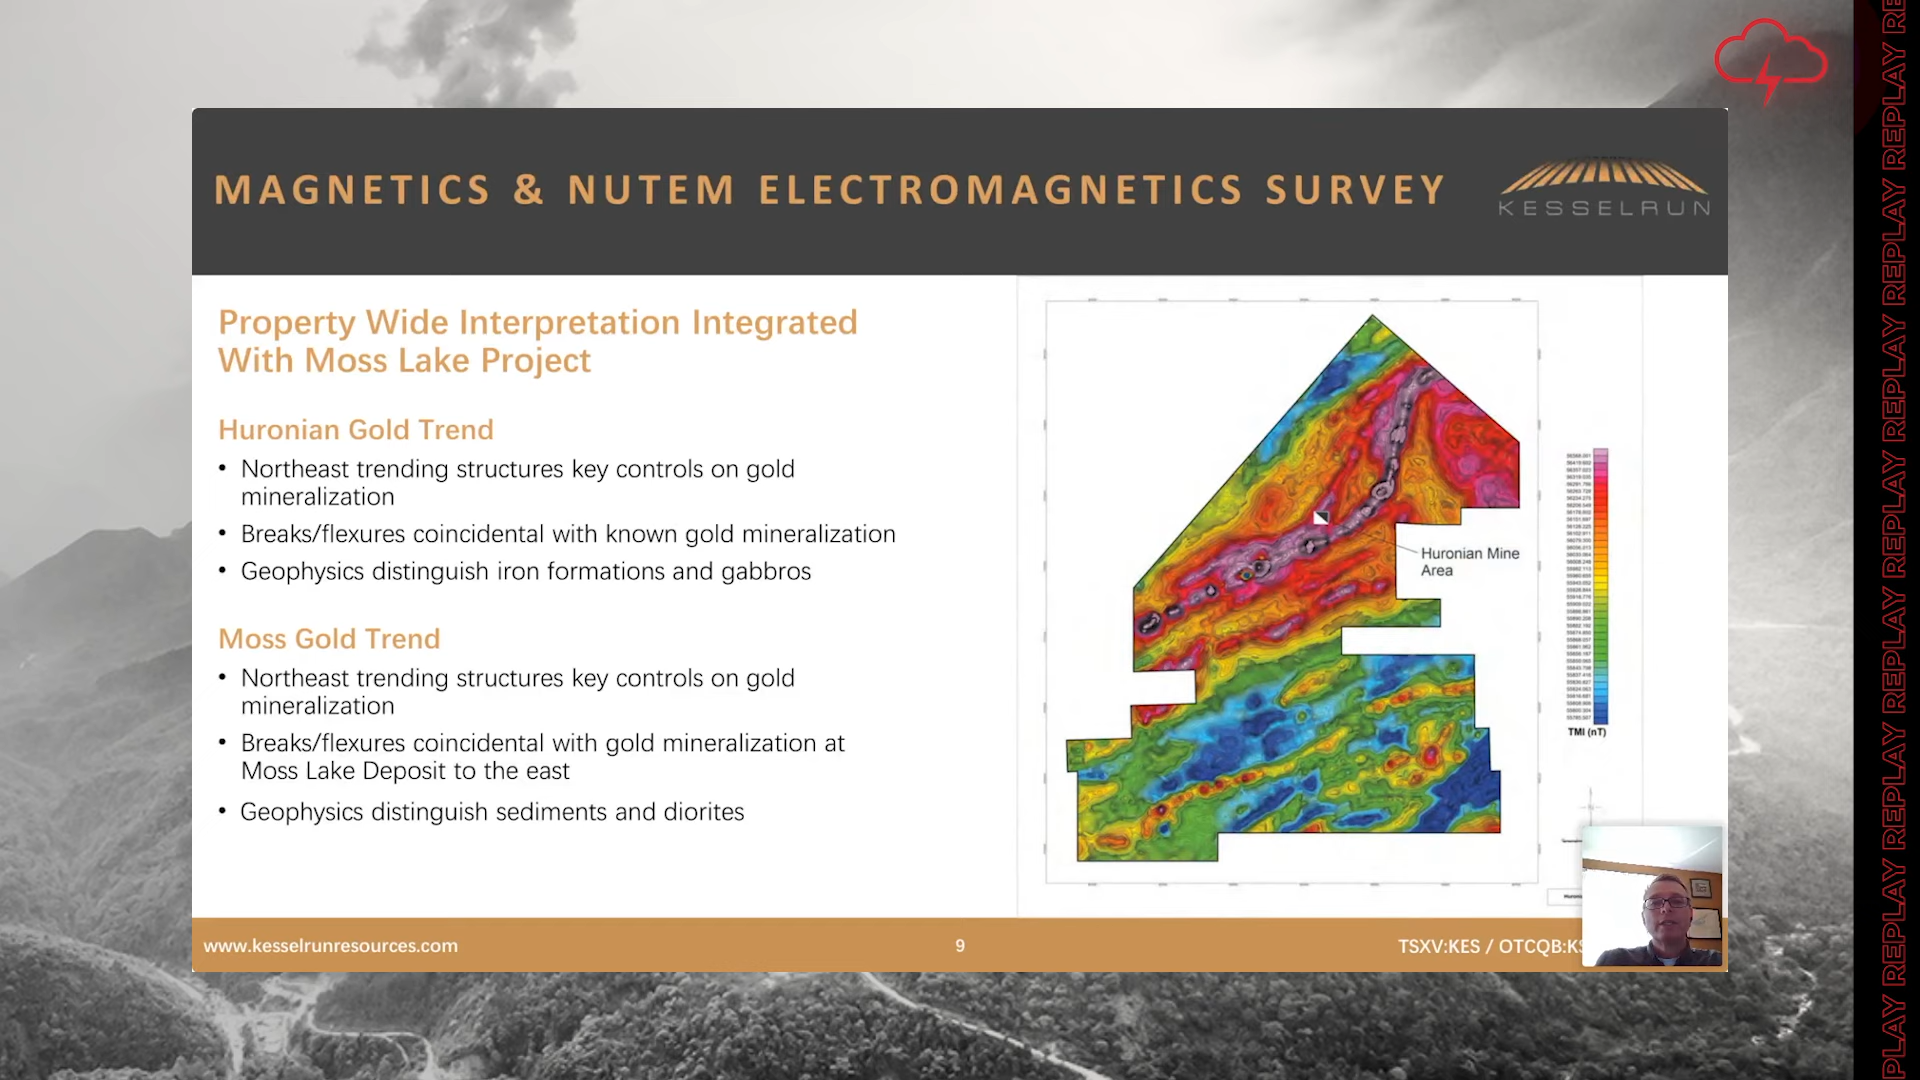 MAGNETICS & NUTEM ELECTROMAGNETICS SURVEY
KESSELRUN
Property Wide Interpretation Integrated
With Moss Lake Project
Huronian Gold Trend
• Northeast trending structures key controls on gold
mineralization
• Breaks/flexures coincidental with known gold mineralization
• Geophysics distinguish iron formations and gabbros
Moss Gold Trend
• Northeast trending structures key controls on gold
mineralization
• Breaks/flexures coincidental with gold mineralization at
Moss Lake Deposit to the east
• Geophysics distinguish sediments and diorites
Huronian Mine
Area
TMI (nT)
www.kesselrunresources.com
9
TSXV:KES / OTCQB:KS
REPLAY REPLAY REPLAY REPLAY REPLAY REPLAY REPLAY